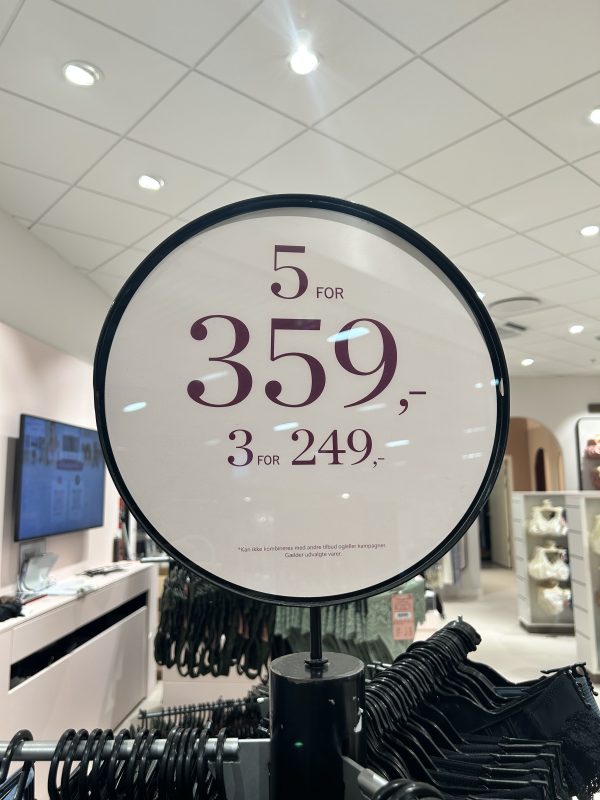 5 FOR
359,-
3 FOR 249,-
*Kan ikke kombineres med andre tilbud og/eller kampagner.
Gælder udvalgte varer.